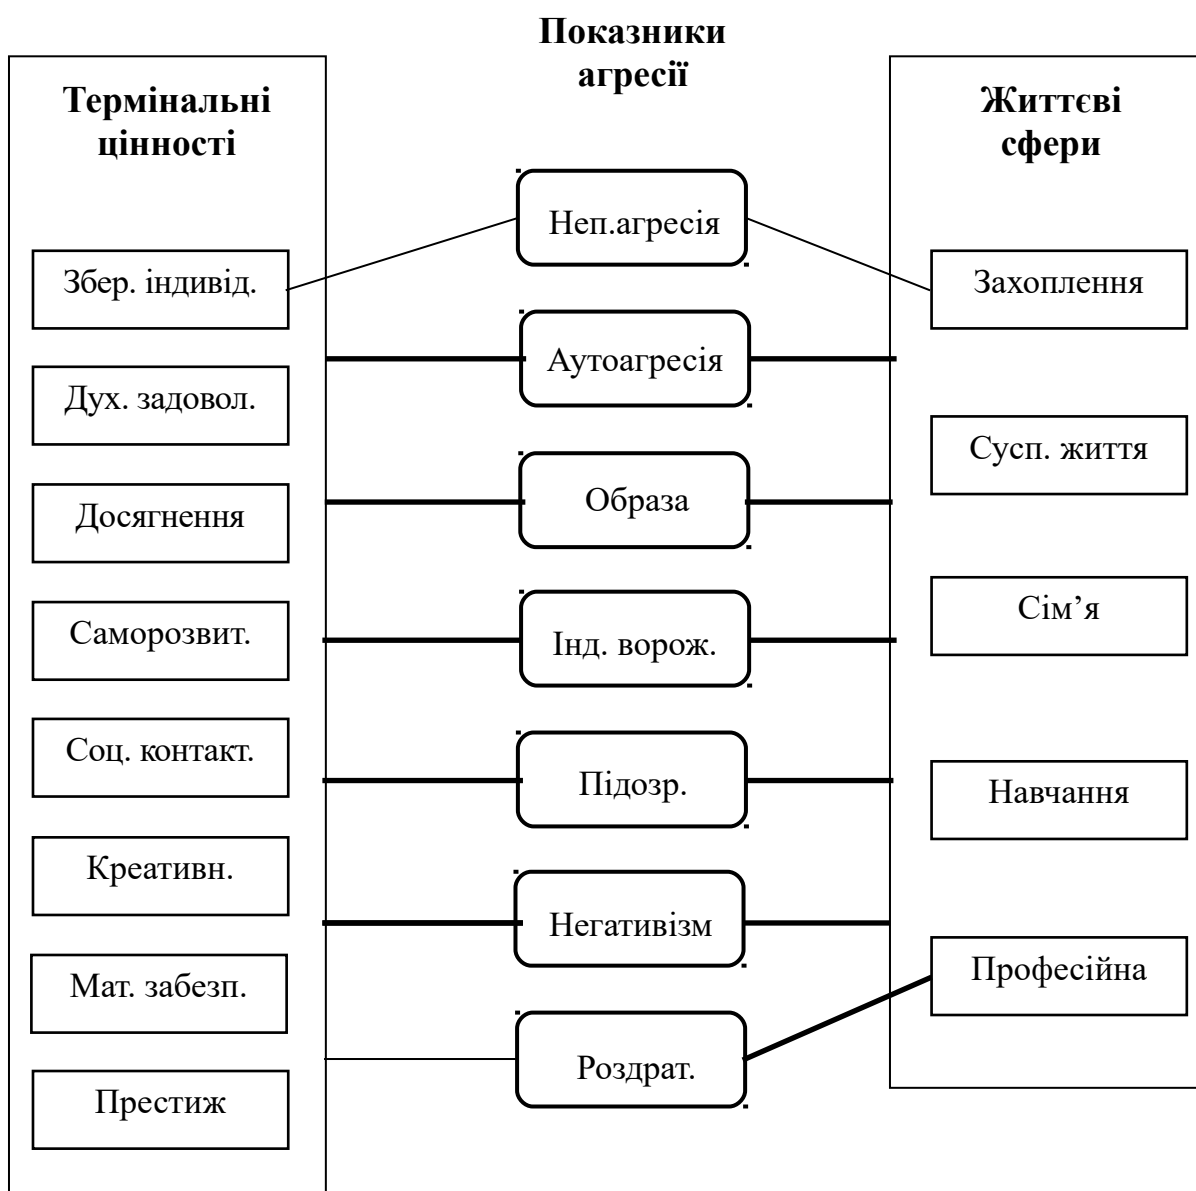 Показники
агресії
Термінальні
цінності
Збер. індивід.
Дух. задовол.
Досягнення
Саморозвит.
Соц. контакт.
Креативн.
Мат. забезп.
Престиж
Неп.агресія
Аутоагресія
Образа
Інд. ворож.
Підозр.
Негативізм
Роздрат.
Життєві
сфери
Захоплення
Сусп. життя
Сім’я
Навчання
Професійна